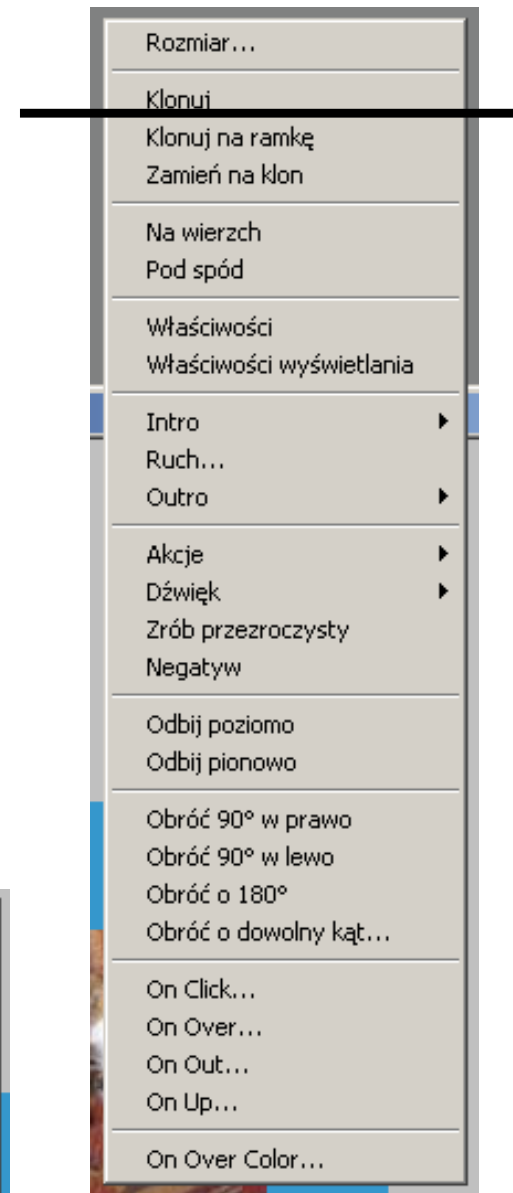 Rozmiar...
Klonuj
Klonuj na ramkę
Zamień na klon
Na wierzch
Pod spód
Właściwości
Właściwości wyświetlania
Intro
Ruch...
Outro
Akcje
Dźwięk
Zrób przezroczysty
Negatyw
Odbij poziomo
Odbij pionowo
Obróć 90° w prawo
Obróć 90° w lewo
Obróć o 180°
Obróć o dowolny kąt...
On Click...
On Over...
On Out...
On Up...
On Over Color...